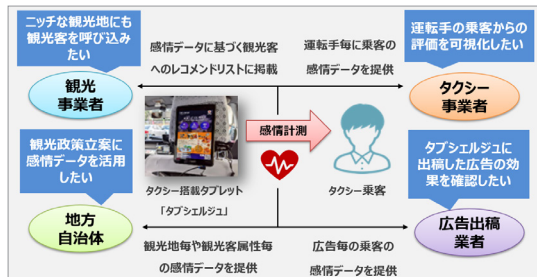 ニッチな観光地にも
観光客を呼び込み
たい
観光
事業者
感情データに基づく観光客
へのレコメンドリストに掲載
運転手毎に乗客の
感情データを提供
運転手の乗客からの
評価を可視化したい
タクシー
事業者
観光政策立案に
感情データを活用
したい
地方
自治体
感情計測
タクシー搭載タブレット
「タブシェルジュ」
タクシー乗客
タブシェルジュに
出稿した広告の効
果を確認したい
広告出稿
業者
観光地毎や観光客属性毎
の感情データを提供
広告毎の乗客の
感情データを提供